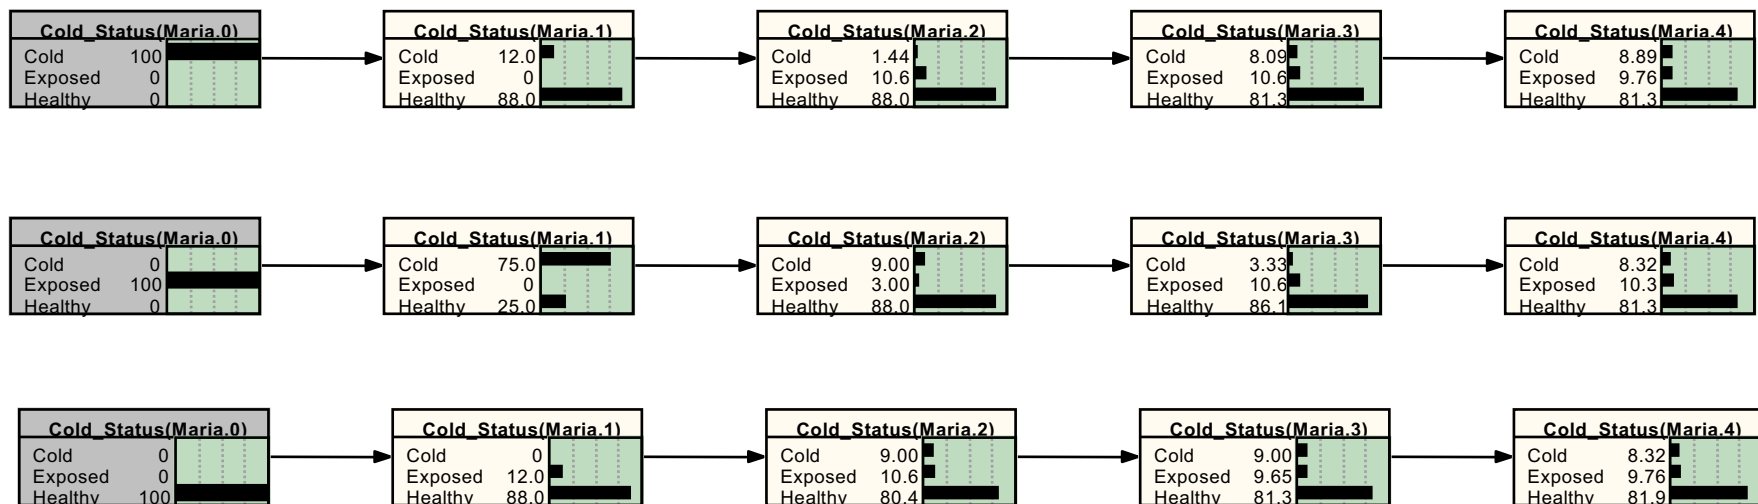 Cold_Status(Maria.0)
Cold 100
Exposed 0
Healthy 0
Cold_Status(Maria.1)
Cold 12.0
Exposed 0
Healthy 88.0
Cold_Status(Maria.2)
Cold 1.44
Exposed 10.6
Healthy 88.0
Cold_Status(Maria.3)
Cold 8.09
Exposed 10.6
Healthy 81.3
Cold_Status(Maria.4)
Cold 8.89
Exposed 9.76
Healthy 81.3
Cold_Status(Maria.0)
Cold 0
Exposed 100
Healthy 0
Cold_Status(Maria.1)
Cold 75.0
Exposed 0
Healthy 25.0
Cold_Status(Maria.2)
Cold 9.00
Exposed 3.00
Healthy 88.0
Cold_Status(Maria.3)
Cold 3.33
Exposed 10.6
Healthy 86.1
Cold_Status(Maria.4)
Cold 8.32
Exposed 10.3
Healthy 81.3
Cold_Status(Maria.0)
Cold 0
Exposed 0
Healthy 100
Cold_Status(Maria.1)
Cold 0
Exposed 12.0
Healthy 88.0
Cold_Status(Maria.2)
Cold 9.00
Exposed 10.6
Healthy 80.4
Cold_Status(Maria.3)
Cold 9.00
Exposed 9.65
Healthy 81.3
Cold_Status(Maria.4)
Cold 8.32
Exposed 9.76
Healthy 81.9